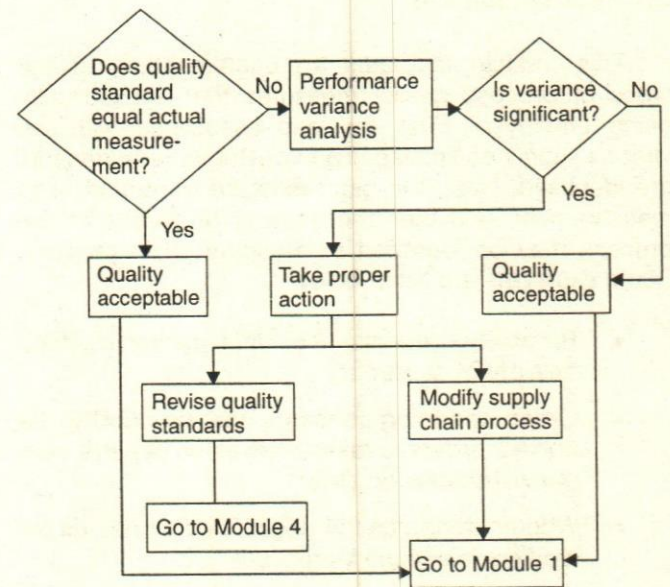 Does quality
standard
equal actual
measure-
ment?
No
Performance
variance
analysis
Is variance
significant?
No
Yes
Yes
Quality
acceptable
Take proper
action
Quality
acceptable
Revise quality
standards
Modify supply
chain process
Go to Module 4
Go to Module 1